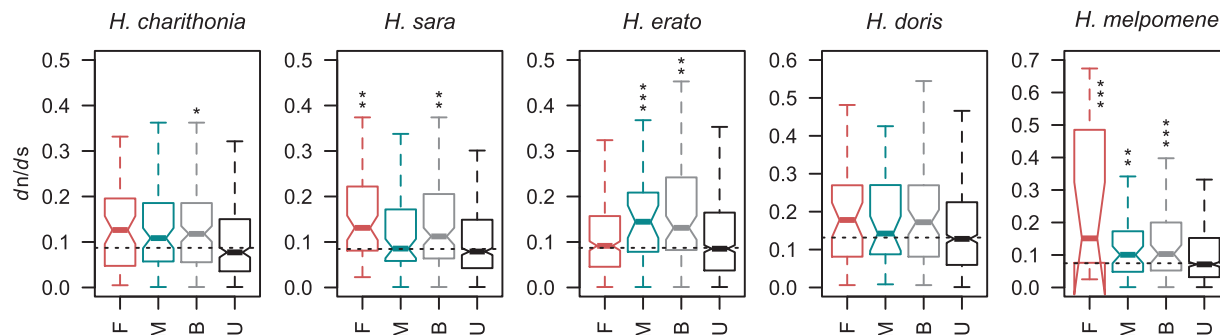 H. charithonia H. sara H. erato H. doris H. melpomene
dn/ds
0.5 0.4 0.3 0.2 0.1 0.0
* 
F M B U
0.5 0.4 0.3 0.2 0.1 0.0
** **
F M B U
0.5 0.4 0.3 0.2 0.1 0.0
*** **
F M B U
0.6 0.5 0.4 0.3 0.2 0.1 0.0
F M B U
0.7 0.6 0.5 0.4 0.3 0.2 0.1 0.0
*** ** ***
F M B U